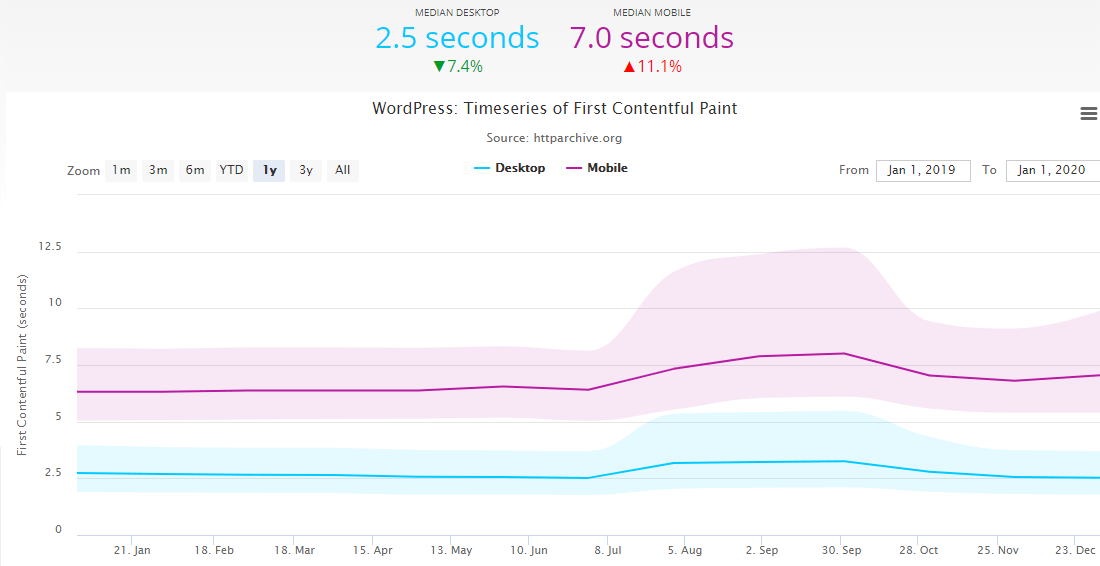 MEDIAN DESKTOP MEDIAN MOBILE
2.5 seconds 7.0 seconds
▼7.4% ▲11.1%
WordPress: Timeseries of First Contentful Paint
Source: httparchive.org
Zoom 1m 3m 6m YTD 1y 3y All Desktop Mobile From Jan 1, 2019 To Jan 1, 2020
First Contentful Paint (seconds)
12.5
10
7.5
5
2.5
0
21. Jan 18. Feb 18. Mar 15. Apr 13. May 10. Jun 8. Jul 5. Aug 2. Sep 30. Sep 28. Oct 25. Nov 23. Dec